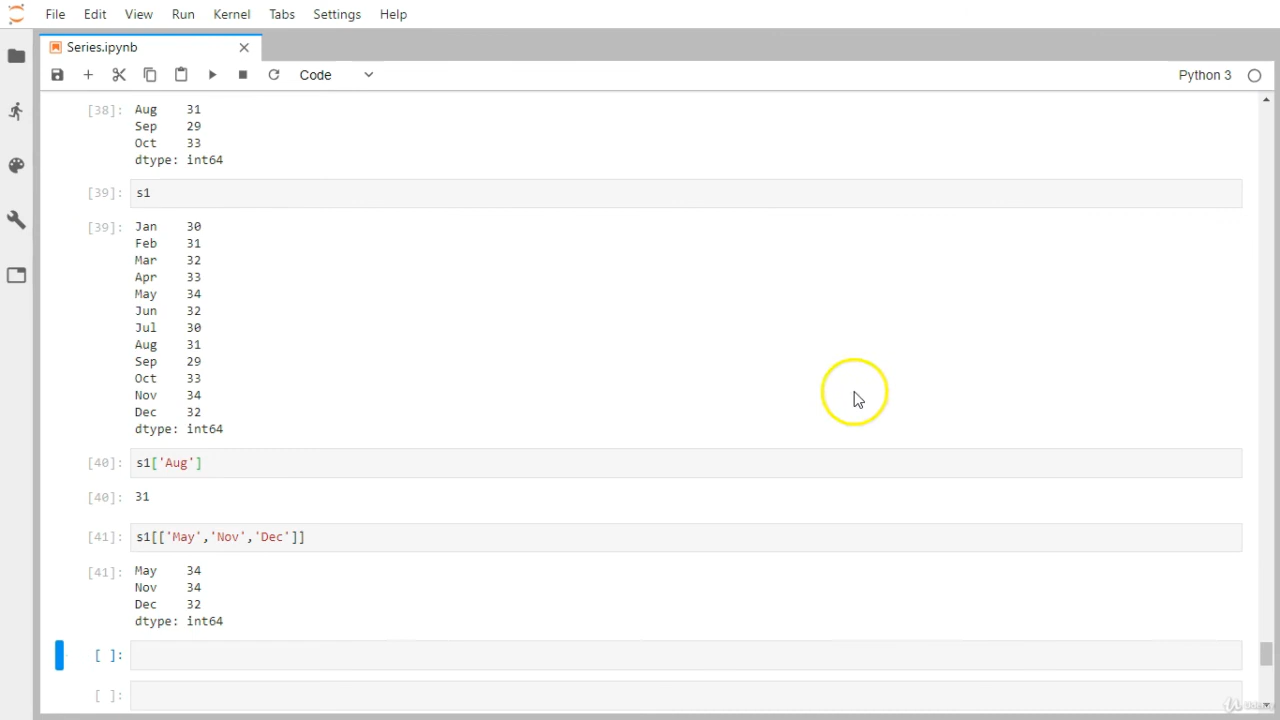 File Edit View Run Kernel Tabs Settings Help
Series.ipynb
Code
Python 3
[38]: Aug 31
Sep 29
Oct 33
dtype: int64
[39]: s1
[39]: Jan 30
Feb 31
Mar 32
Apr 33
May 34
Jun 32
Jul 30
Aug 31
Sep 29
Oct 33
Nov 34
Dec 32
dtype: int64
[40]: s1['Aug']
[40]: 31
[41]: s1[['May','Nov','Dec']]
[41]: May 34
Nov 34
Dec 32
dtype: int64
[ ]:
[ ]: